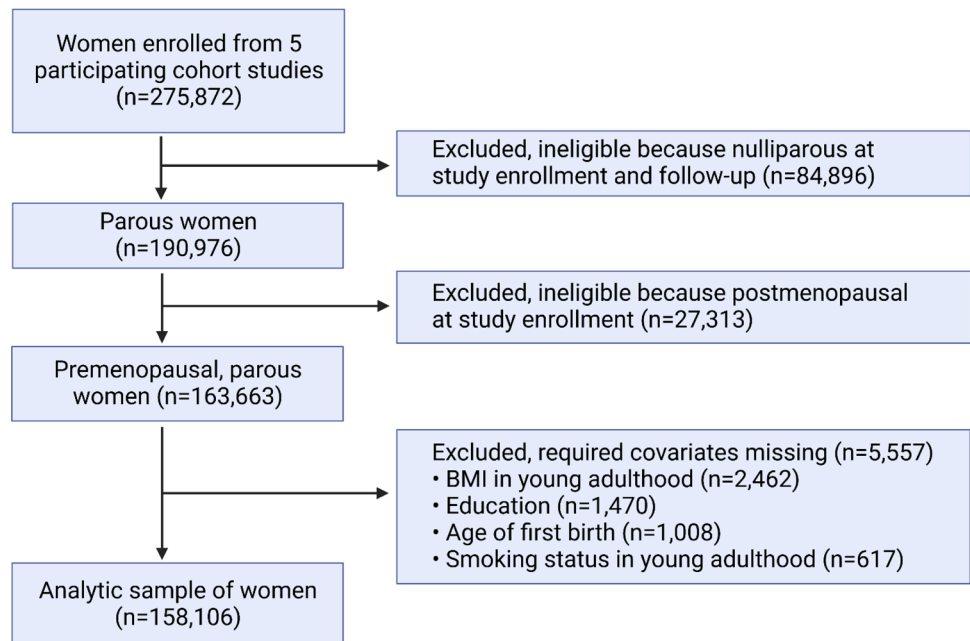 Women enrolled from 5
participating cohort studies
(n=275,872)
Excluded, ineligible because nulliparous at
study enrollment and follow-up (n=84,896)
Parous women
(n=190,976)
Excluded, ineligible because postmenopausal
at study enrollment (n=27,313)
Premenopausal, parous
women (n=163,663)
Excluded, required covariates missing (n=5,557)
• BMI in young adulthood (n=2,462)
• Education (n=1,470)
• Age of first birth (n=1,008)
• Smoking status in young adulthood (n=617)
Analytic sample of women
(n=158,106)